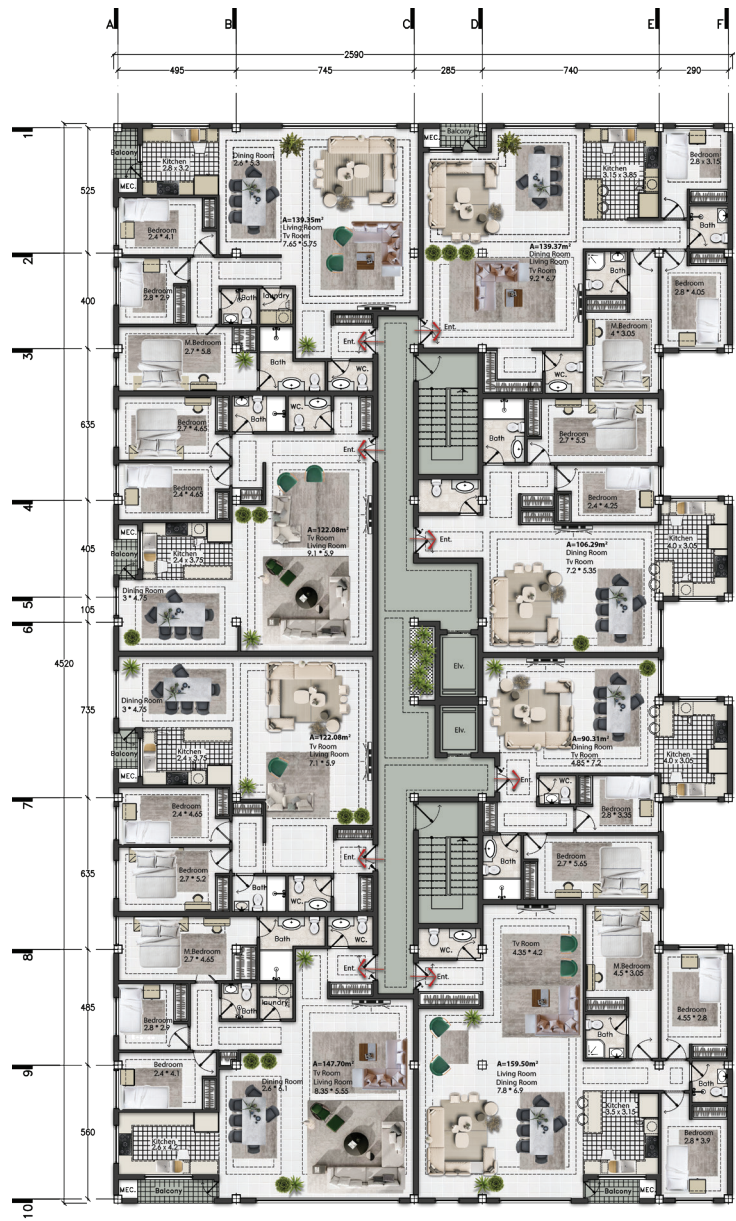 A
B
C
D
E
F
2590
495
745
285
740
290
1
2
3
4
5
6
7
8
9
10
525
400
635
405
105
4520
735
635
485
560
Balcony
Kitchen
2.8 x 3.2
MEC.
Dining Room
2.6 * 5.3
A=139.35m²
Living Room
Tv Room
7.65 * 5.75
Bedroom
2.4 * 4.1
Bedroom
2.8 * 2.9
Bath
laundry
M.Bedroom
2.7 * 5.8
Bath
WC.
Ent.
MEC.
Balcony
Kitchen
3.15 x 3.85
Bedroom
2.8 x 3.15
A=139.37m²
Dining Room
Living Room
Tv Room
9.2 * 6.7
Bath
Bath
Bedroom
2.8 * 4.05
M.Bedroom
4 * 3.05
Ent.
WC.
Bedroom
2.7 * 4.65
Bath
WC.
Ent.
Bedroom
2.4 * 4.65
MEC.
Balcony
Kitchen
2.4 x 3.75
A=122.08m²
Tv Room
Living Room
9.1 * 5.9
Dining Room
3 * 4.75
Bath
Bedroom
2.7 * 5.5
Bedroom
2.4 * 4.25
WC.
Ent.
A=106.29m²
Dining Room
Tv Room
7.2 * 5.35
Kitchen
4.0 x 3.05
Elv.
Elv.
Dining Room
3 * 4.75
Balcony
Kitchen
2.4 x 3.75
MEC.
A=122.08m²
Tv Room
Living Room
7.1 * 5.9
Bedroom
2.4 * 4.65
Bedroom
2.7 * 5.2
Bath
WC.
Ent.
A=90.31m²
Dining Room
Tv Room
4.85 * 7.2
Kitchen
4.0 x 3.05
Ent.
WC.
Bedroom
2.8 * 3.35
Bath
Bedroom
2.7 * 5.65
M.Bedroom
2.7 * 4.65
Bath
WC.
Ent.
Bedroom
2.8 * 2.9
Bath
laundry
Bedroom
2.4 * 4.1
A=147.70m²
Tv Room
Living Room
8.35 * 5.55
Dining Room
2.6 * 6.1
Kitchen
2.6 x 4.2
MEC.
Balcony
WC.
Ent.
Tv Room
4.35 * 4.2
M.Bedroom
4.5 * 3.05
Bedroom
4.55 * 2.8
Bath
Bath
A=159.50m²
Living Room
Dining Room
7.8 * 6.9
Kitchen
3.5 x 3.15
Bedroom
2.8 * 3.9
Balcony
MEC.